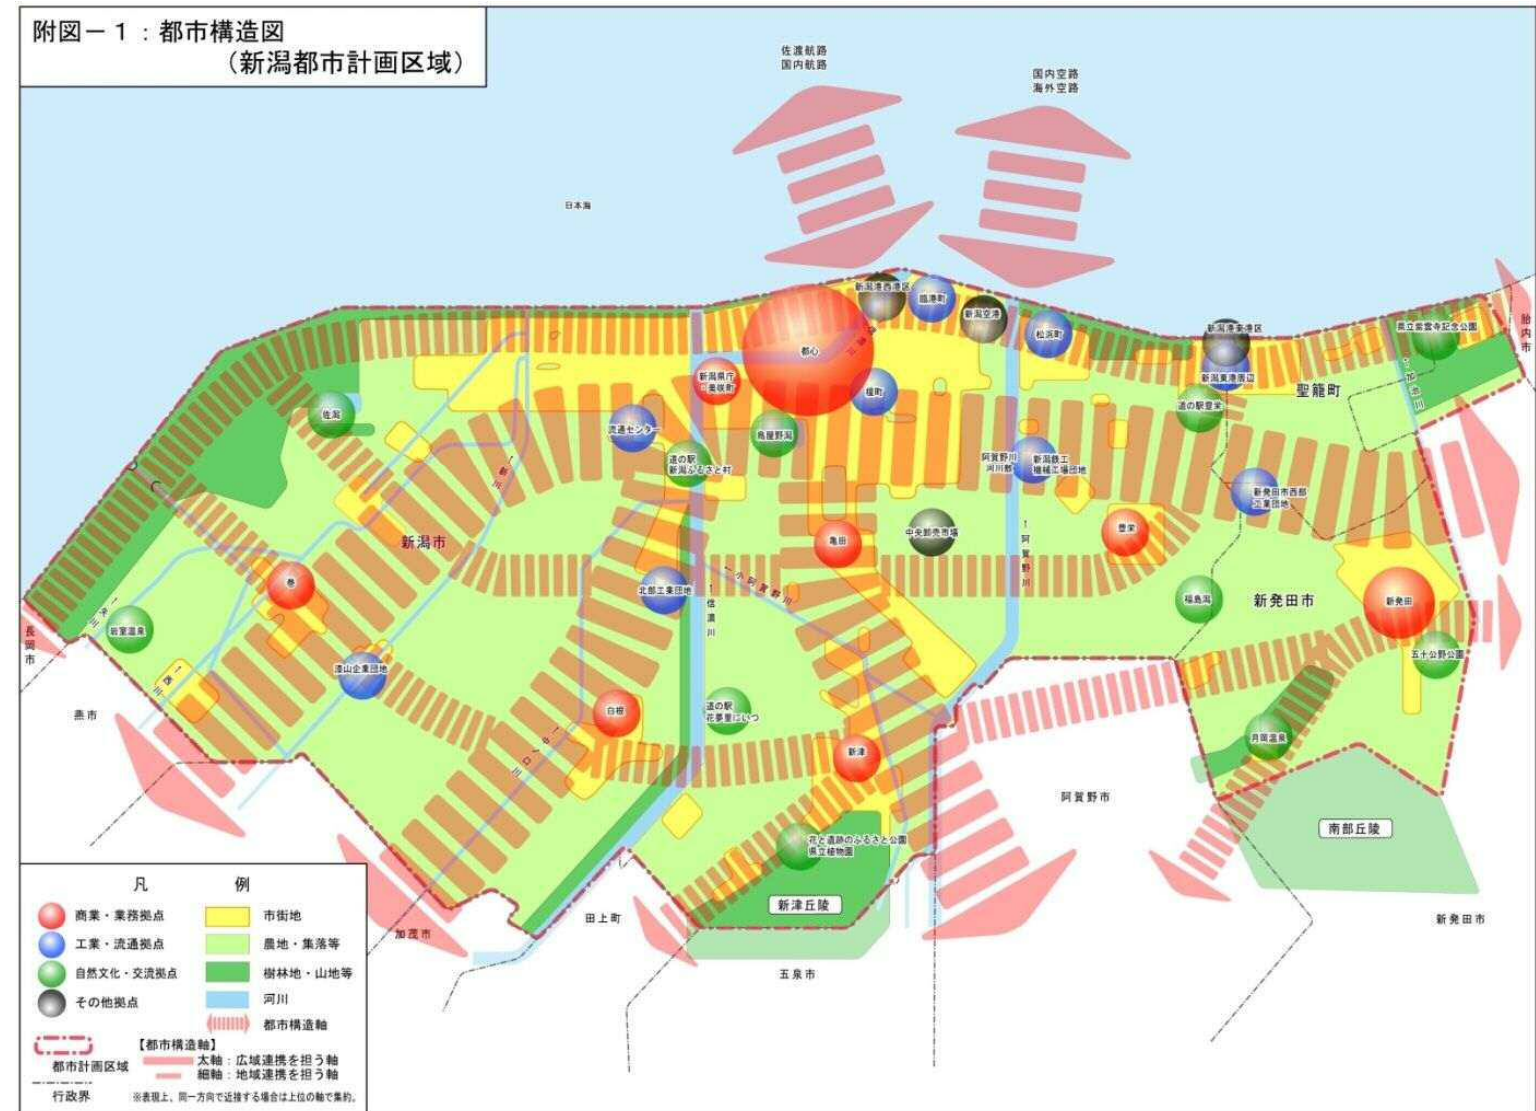 附図－１：都市構造図
（新潟都市計画区域）
佐渡航路
国内航路
国内空路
海外空路
日本海
新潟港西港区
臨港町
新潟空港
松浜町
新潟港東港区
新潟東港周辺
県立紫雲寺記念公園
胎内市
都心
新潟県庁
・美咲町
榎町
聖籠町
道の駅豊栄
佐潟
流通センター
鳥屋野潟
道の駅
新潟ふるさと村
阿賀野川
新潟鉄工
機械工場団地
新発田市西部
工業団地
←新川
新潟市
亀田
中央卸売市場
豊栄
←阿賀野川
巻
北部工業団地
←信濃川
←小阿賀野川
福島潟
新発田市
新発田
岩室温泉
長岡市
漆山企業団地
←西川
五十公野公園
燕市
白根
道の駅
花夢里にいつ
←中ノ口川
新津
月岡温泉
阿賀野市
南部丘陵
花と遺跡のふるさと公園
県立植物園
新津丘陵
加茂市
田上町
五泉市
新発田市
凡 例
商業・業務拠点
市街地
工業・流通拠点
農地・集落等
自然文化・交流拠点
樹林地・山地等
その他拠点
河川
都市構造軸
都市計画区域
【都市構造軸】
太軸：広域連携を担う軸
細軸：地域連携を担う軸
行政界
※表現上、同一方向で近接する場合は上位の軸で集約。